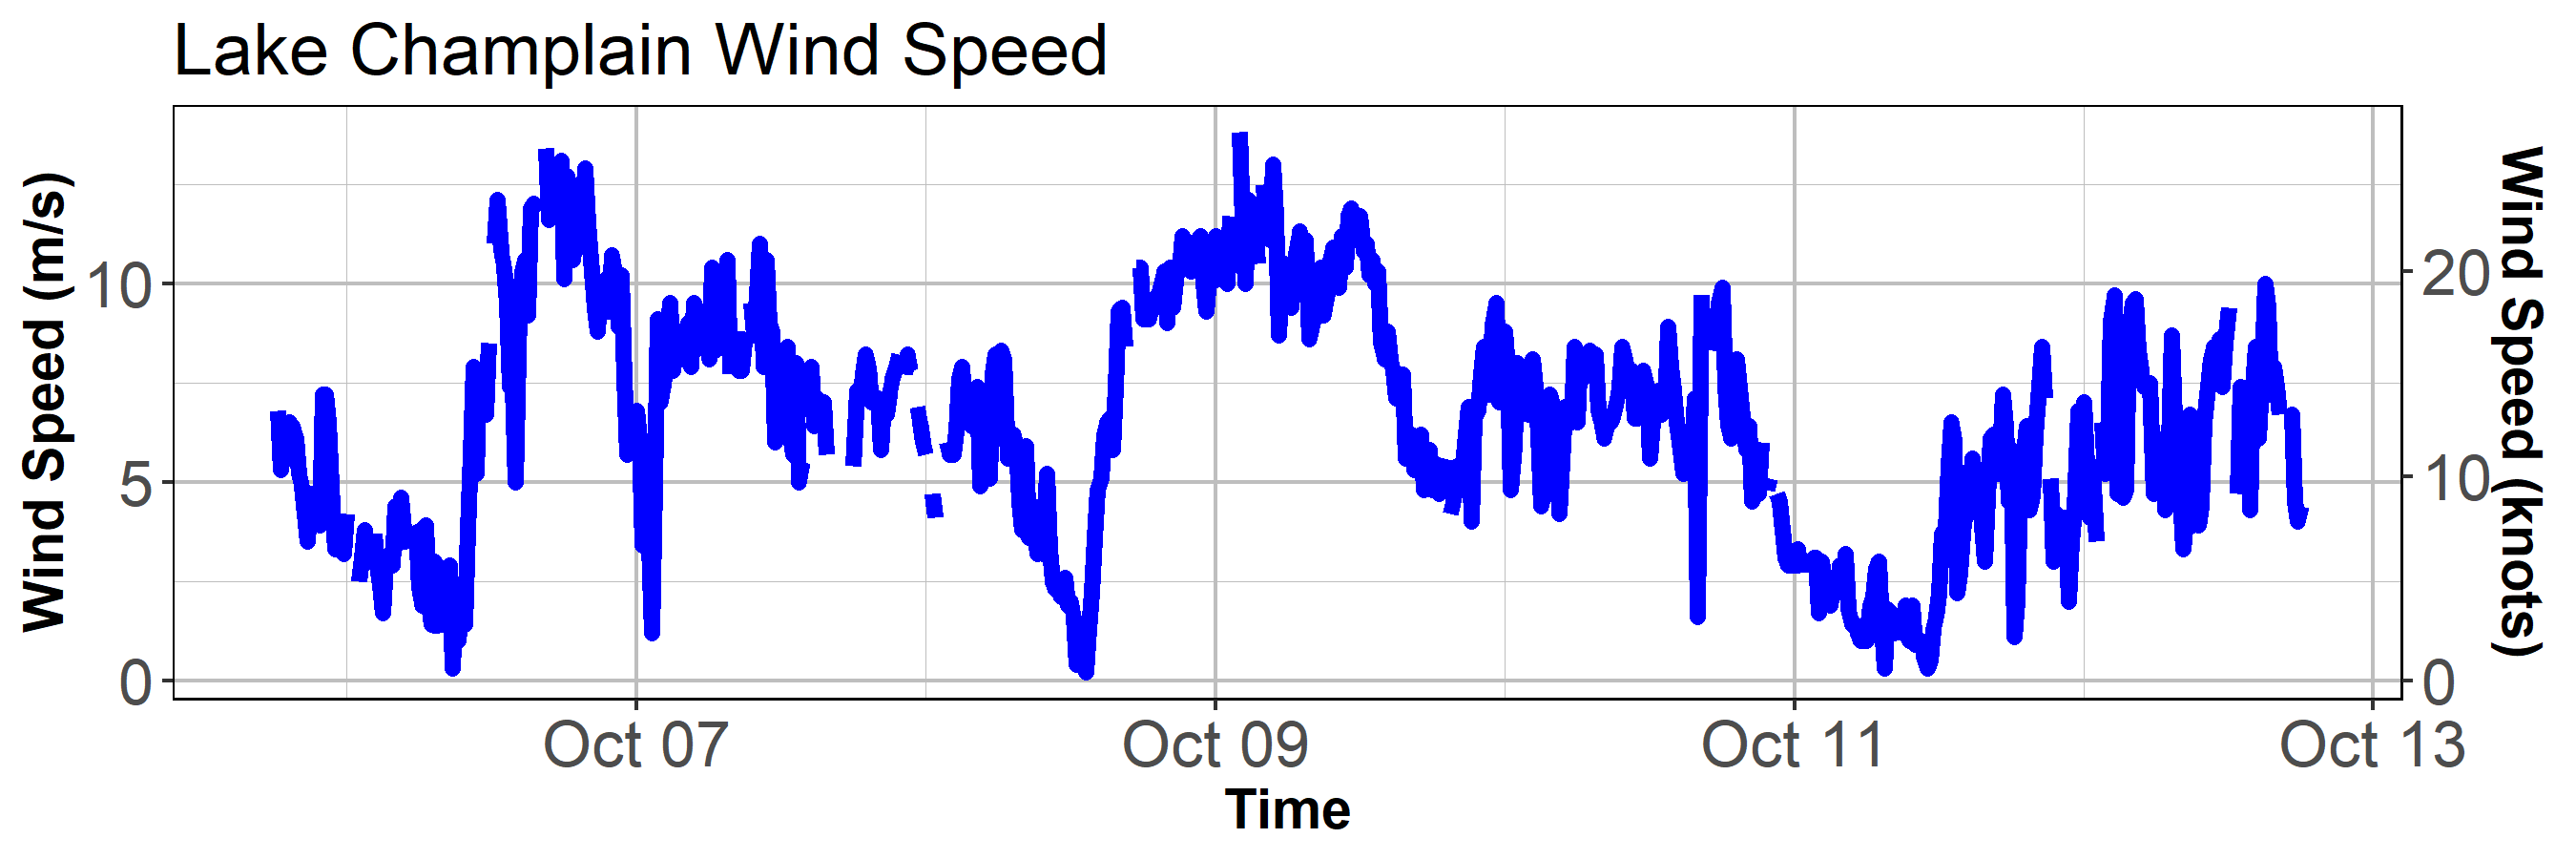 Lake Champlain Wind Speed
Wind Speed (m/s)
10
5
0
20
10
0
Wind Speed (knots)
Oct 07
Oct 09
Oct 11
Oct 13
Time